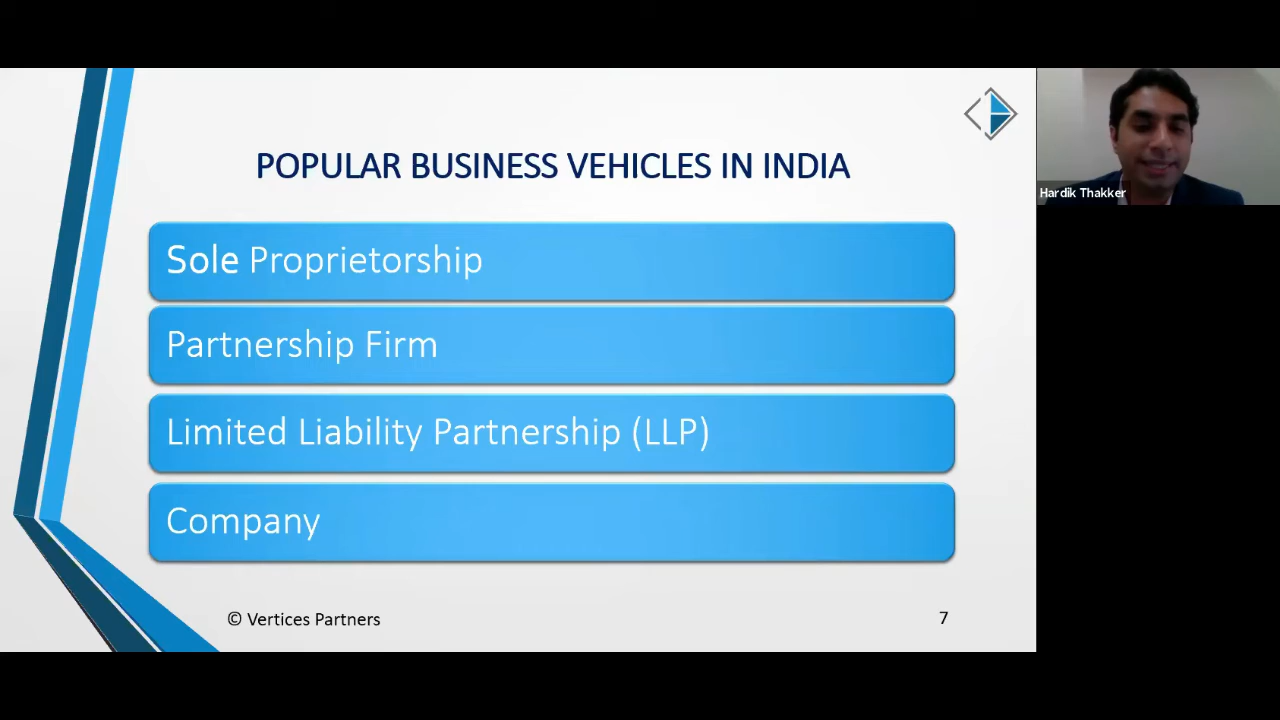 POPULAR BUSINESS VEHICLES IN INDIA
Sole Proprietorship
Partnership Firm
Limited Liability Partnership (LLP)
Company
© Vertices Partners
7
Hardik Thakker